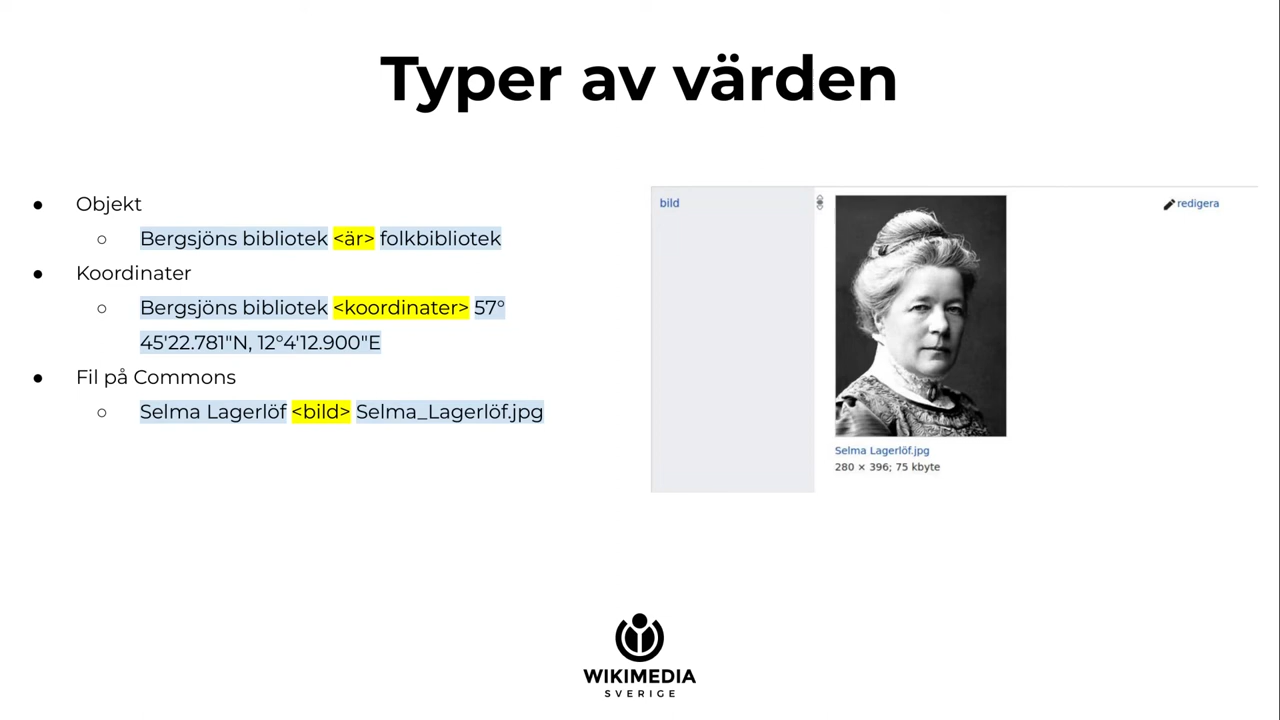 Typer av värden
● Objekt
○ Bergsjöns bibliotek <är> folkbibliotek
● Koordinater
○ Bergsjöns bibliotek <koordinater> 57°
45'22.781"N, 12°4'12.900"E
● Fil på Commons
○ Selma Lagerlöf <bild> Selma_Lagerlöf.jpg
bild
redigera
Selma Lagerlöf.jpg
280 × 396; 75 kbyte
WIKIMEDIA
SVERIGE